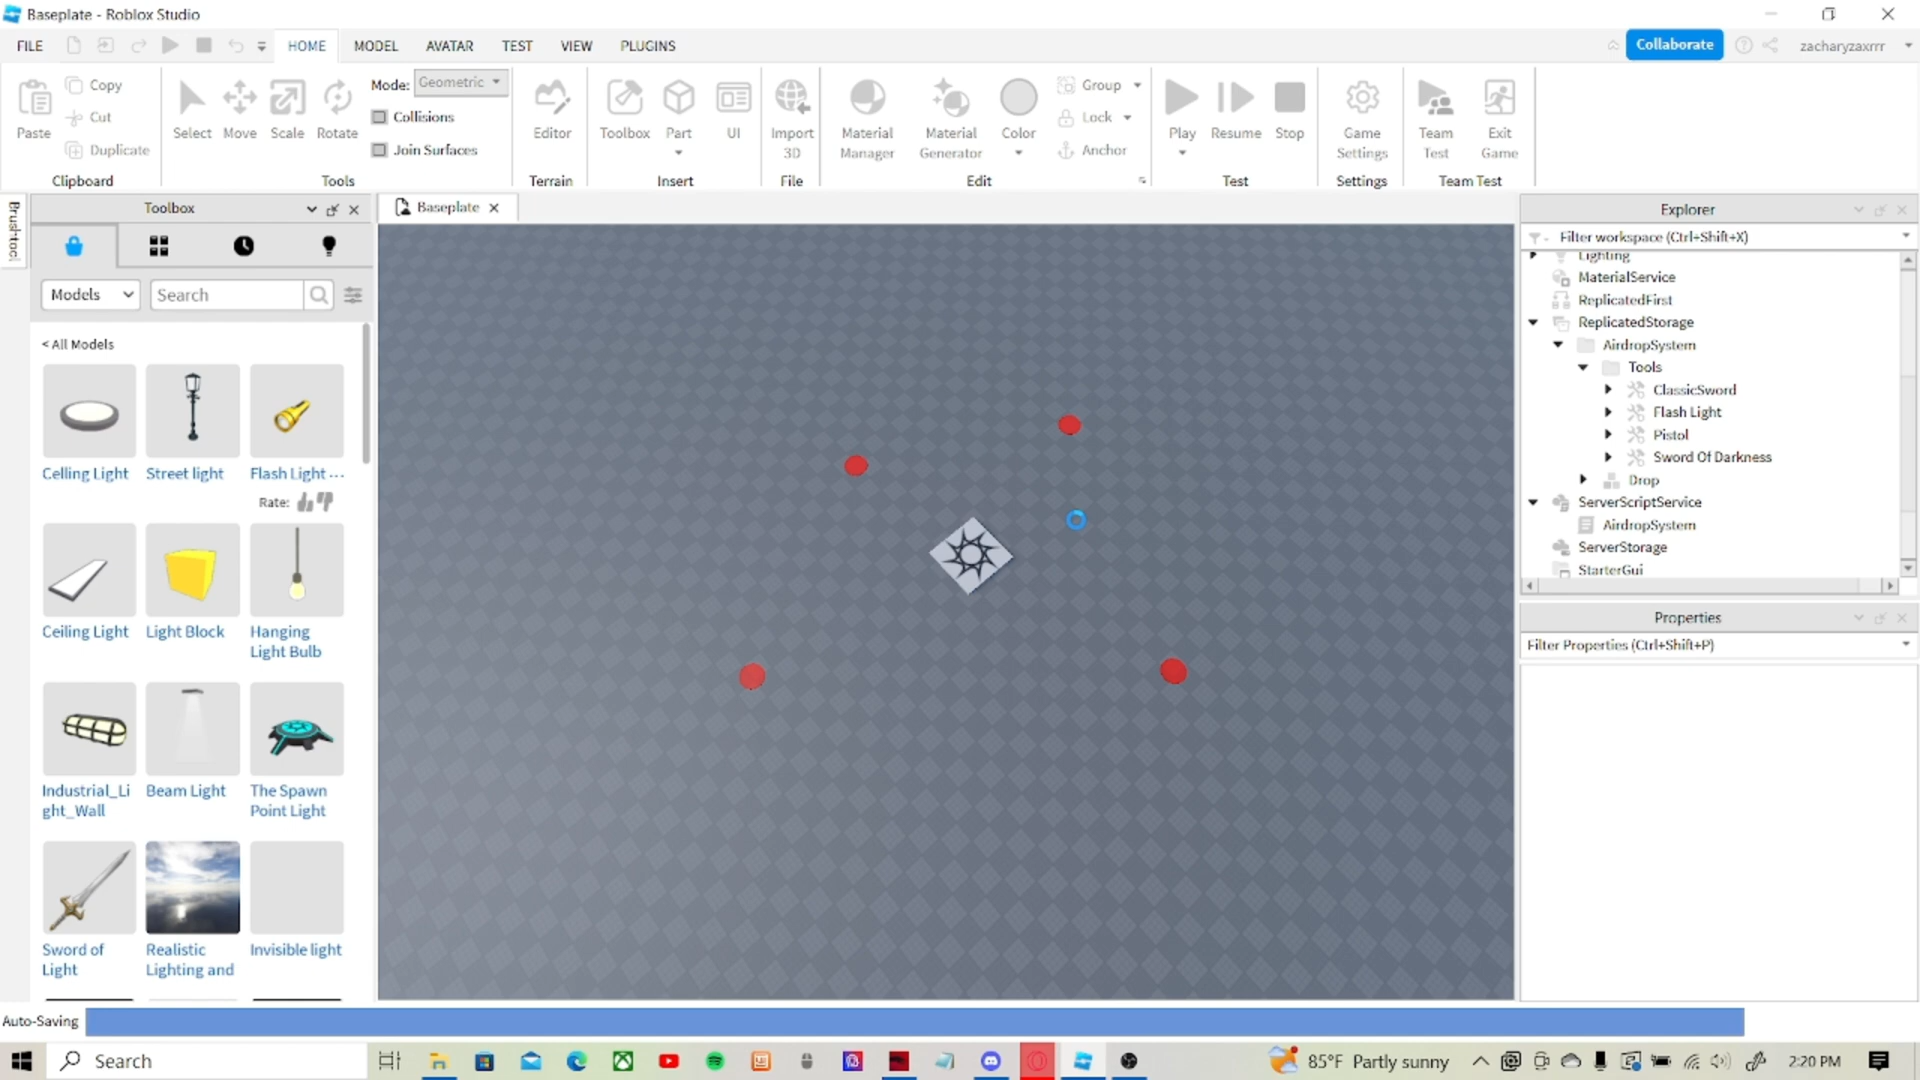 Baseplate - Roblox Studio
FILE HOME MODEL AVATAR TEST VIEW PLUGINS Collaborate zacharyzaxrrr
Paste Copy Cut Duplicate
Select Move Scale Rotate
Mode: Geometric
Collisions
Join Surfaces
Editor Toolbox Part UI Import 3D Material Manager Material Generator Color
Group Lock Anchor
Play Resume Stop Game Settings Team Test Exit Game
Clipboard Tools Terrain Insert File Edit Test Settings Team Test
Brushtool
Toolbox
Models Search
< All Models
Celling Light Street light Flash Light ---
Rate:
Ceiling Light Light Block Hanging Light Bulb
Industrial_Li ght_Wall Beam Light The Spawn Point Light
Sword of Light Realistic Lighting and Invisible light
Baseplate
Explorer
Filter workspace (Ctrl+Shift+X)
Lighting
MaterialService
ReplicatedFirst
ReplicatedStorage
AirdropSystem
Tools
ClassicSword
Flash Light
Pistol
Sword Of Darkness
Drop
ServerScriptService
AirdropSystem
ServerStorage
StarterGui
Properties
Filter Properties (Ctrl+Shift+P)
Auto-Saving
Search 85°F Partly sunny 2:20 PM